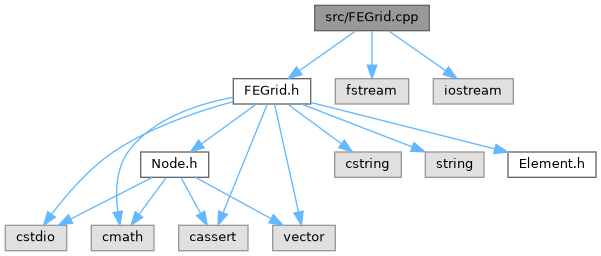 src/FEGrid.cpp
FEGrid.h
fstream
iostream
Node.h
cstring
string
Element.h
cstdio
cmath
cassert
vector